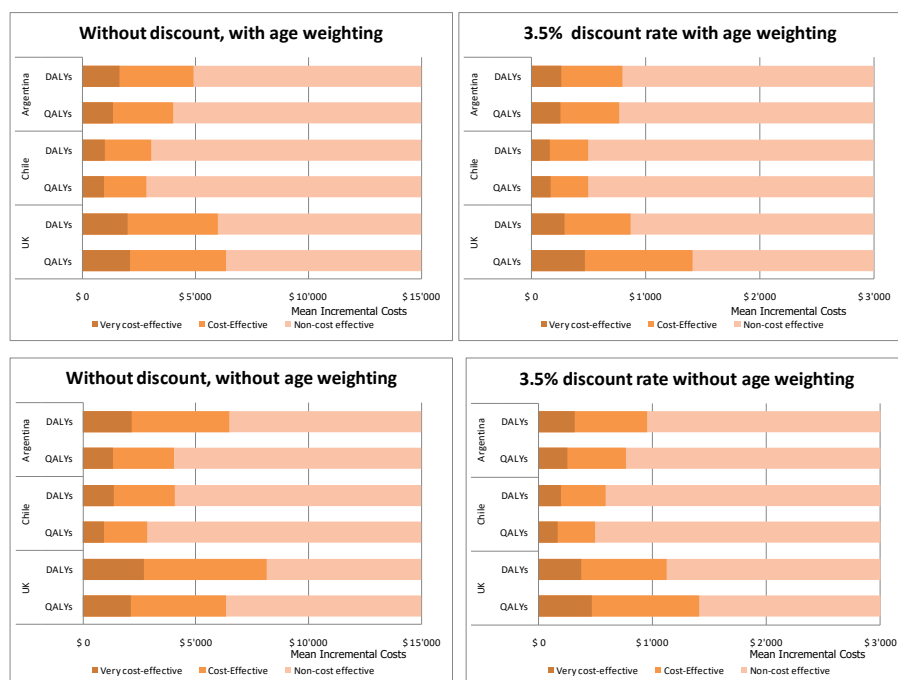 Without discount, with age weighting
Argentina
DALYs
QALYs
Chile
DALYs
QALYs
UK
DALYs
QALYs
$ 0 $ 5'000 $ 10'000 $ 15'000
Mean Incremental Costs
Very cost-effective Cost-Effective Non-cost effective
3.5% discount rate with age weighting
Argentina
DALYs
QALYs
Chile
DALYs
QALYs
UK
DALYs
QALYs
$ 0 $ 1'000 $ 2'000 $ 3'000
Mean Incremental Costs
Very cost-effective Cost-Effective Non-cost effective
Without discount, without age weighting
Argentina
DALYs
QALYs
Chile
DALYs
QALYs
UK
DALYs
QALYs
$ 0 $ 5'000 $ 10'000 $ 15'000
Mean Incremental Costs
Very cost-effective Cost-Effective Non-cost effective
3.5% discount rate without age weighting
Argentina
DALYs
QALYs
Chile
DALYs
QALYs
UK
DALYs
QALYs
$ 0 $ 1'000 $ 2'000 $ 3'000
Mean Incremental Costs
Very cost-effective Cost-Effective Non-cost effective